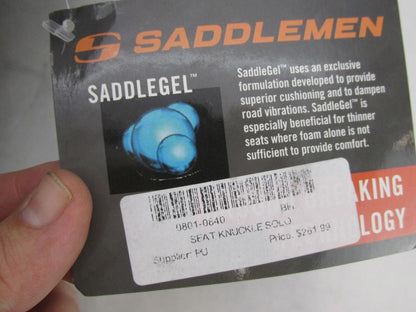 SADDLEMEN
SADDLEGEL™
SaddleGel™ uses an exclusive
formulation developed to provide
superior cushioning and to dampen
road vibrations. SaddleGel™ is
especially beneficial for thinner
seats where foam alone is not
sufficient to provide comfort.
0801-0640
Bin:
SEAT KNUCKLE SOLO
Supplier: PU
Price: $261.99